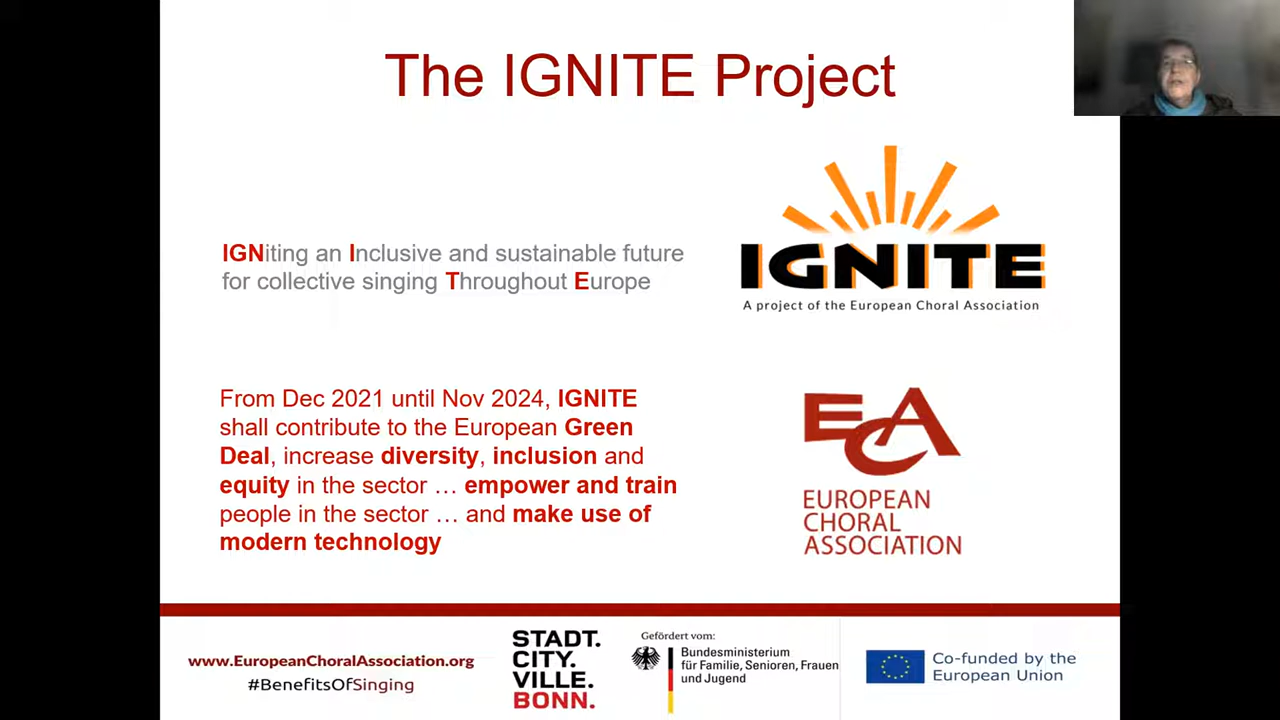 The IGNITE Project
IGNiting an Inclusive and sustainable future
for collective singing Throughout Europe
IGNITE
A project of the European Choral Association
From Dec 2021 until Nov 2024, IGNITE
shall contribute to the European Green
Deal, increase diversity, inclusion and
equity in the sector … empower and train
people in the sector … and make use of
modern technology
ECA
EUROPEAN
CHORAL
ASSOCIATION
www.EuropeanChoralAssociation.org
#BenefitsOfSinging
STADT.
CITY.
VILLE.
BONN.
Gefördert vom:
Bundesministerium
für Familie, Senioren, Frauen
und Jugend
Co-funded by the
European Union